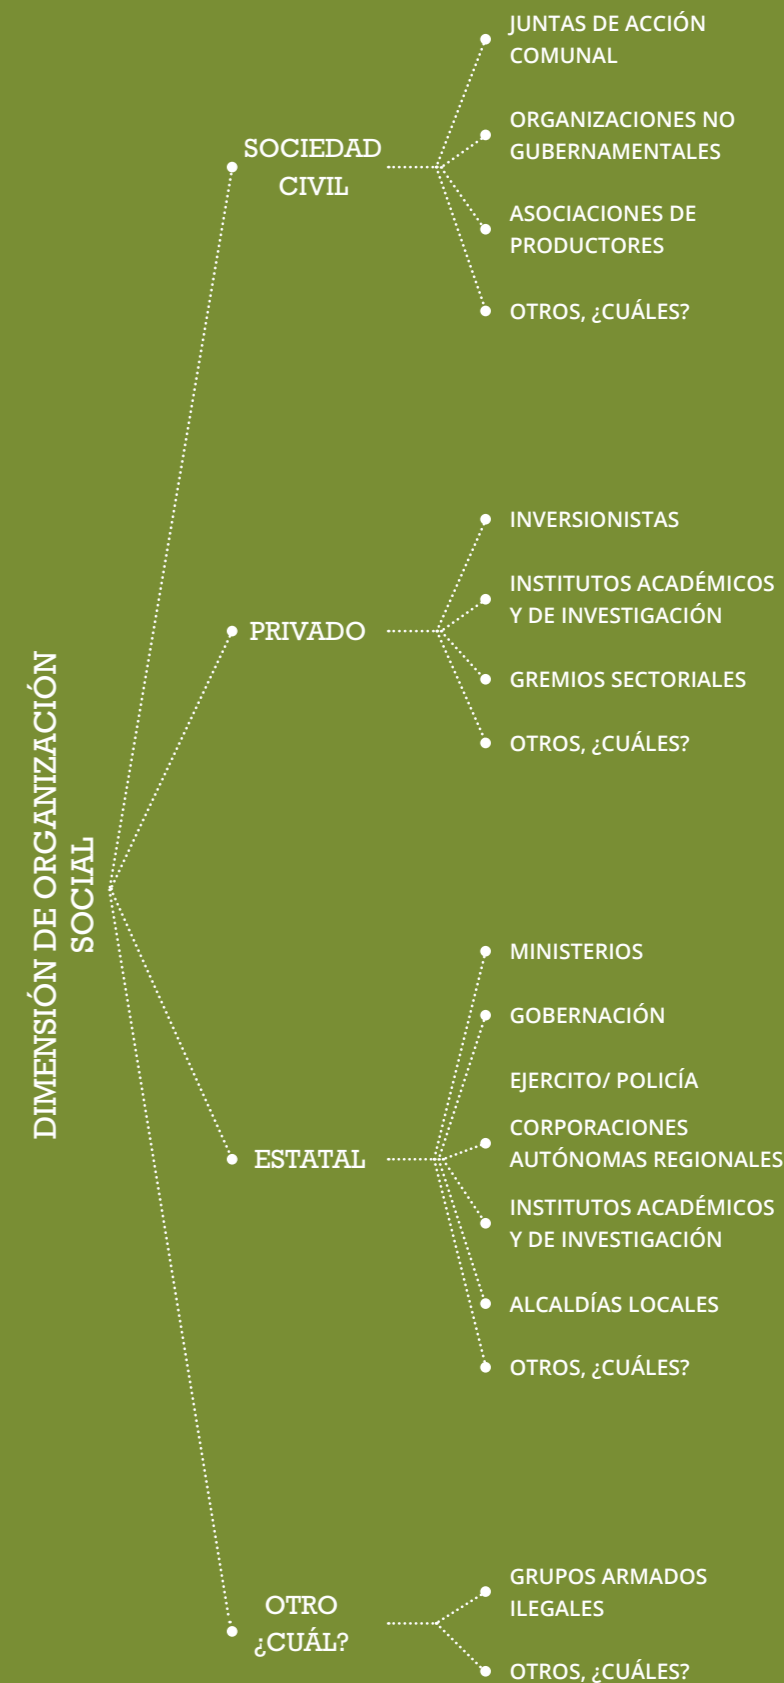 DIMENSIÓN DE ORGANIZACIÓN
SOCIAL
SOCIEDAD
CIVIL
JUNTAS DE ACCIÓN
COMUNAL
ORGANIZACIONES NO
GUBERNAMENTALES
ASOCIACIONES DE
PRODUCTORES
OTROS, ¿CUÁLES?
PRIVADO
INVERSIONISTAS
INSTITUTOS ACADÉMICOS
Y DE INVESTIGACIÓN
GREMIOS SECTORIALES
OTROS, ¿CUÁLES?
ESTATAL
MINISTERIOS
GOBERNACIÓN
EJERCITO/ POLICÍA
CORPORACIONES
AUTÓNOMAS REGIONALES
INSTITUTOS ACADÉMICOS
Y DE INVESTIGACIÓN
ALCALDÍAS LOCALES
OTROS, ¿CUÁLES?
OTRO
¿CUÁL?
GRUPOS ARMADOS
ILEGALES
OTROS, ¿CUÁLES?